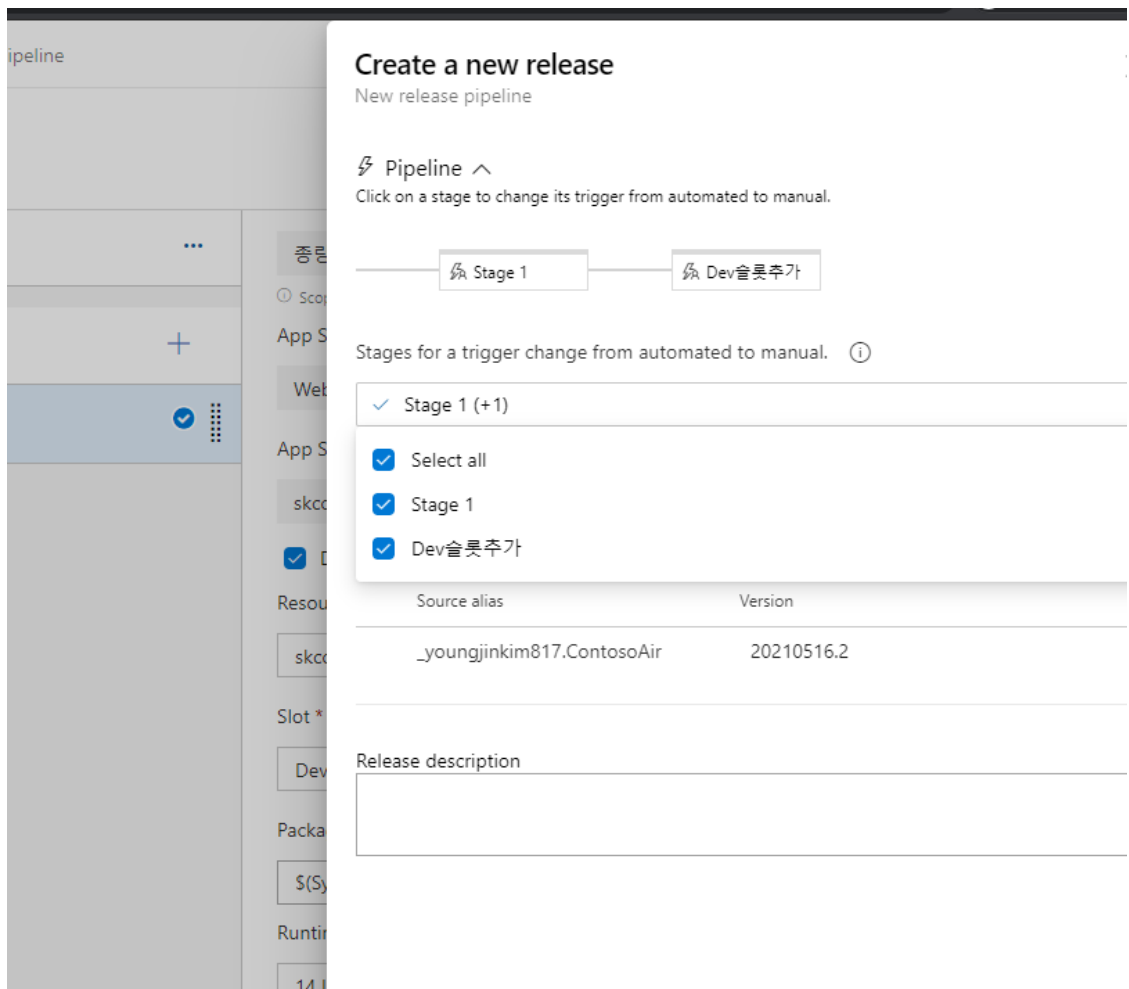 ipeline
Create a new release
New release pipeline
Pipeline
Click on a stage to change its trigger from automated to manual.
Stage 1
Dev슬롯추가
Stages for a trigger change from automated to manual.
Stage 1 (+1)
Select all
Stage 1
Dev슬롯추가
Source alias
Version
_youngjinkim817.ContosoAir
20210516.2
Release description
App S
Web
App S
skcc
Resou
skcc
Slot *
Dev
Packa
$(Sy
Runtin